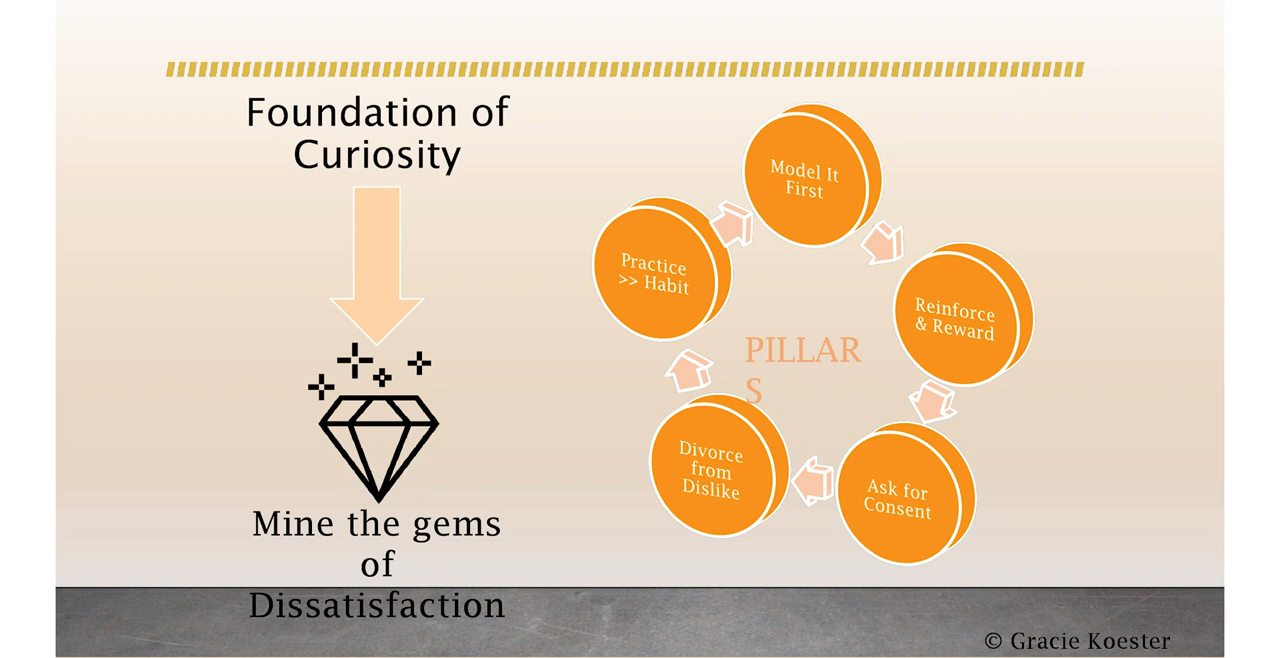 Foundation of
Curiosity
Mine the gems
of
Dissatisfaction
Model It
First
Reinforce
& Reward
Ask for
Consent
Divorce
from
Dislike
Practice
>> Habit
PILLAR
S
© Gracie Koester